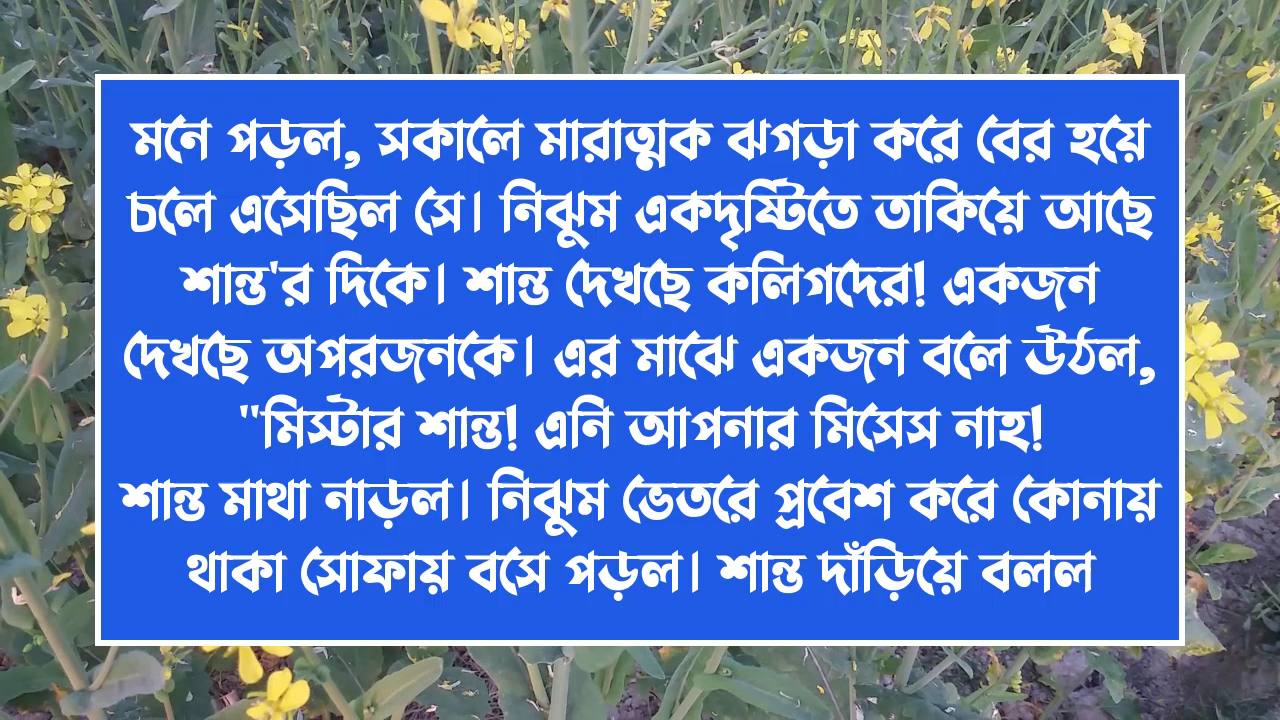 মনে পড়ল, সকালে মারাত্মক ঝগড়া করে বের হয়ে
চলে এসেছিল সে। নিঝুম একদৃষ্টিতে তাকিয়ে আছে
শান্ত'র দিকে। শান্ত দেখছে কলিগদের! একজন
দেখছে অপরজনকে। এর মাঝে একজন বলে উঠল,
"মিস্টার শান্ত! এনি আপনার মিসেস নাহ!
শান্ত মাথা নাড়ল। নিঝুম ভেতরে প্রবেশ করে কোনায়
থাকা সোফায় বসে পড়ল। শান্ত দাঁড়িয়ে বলল